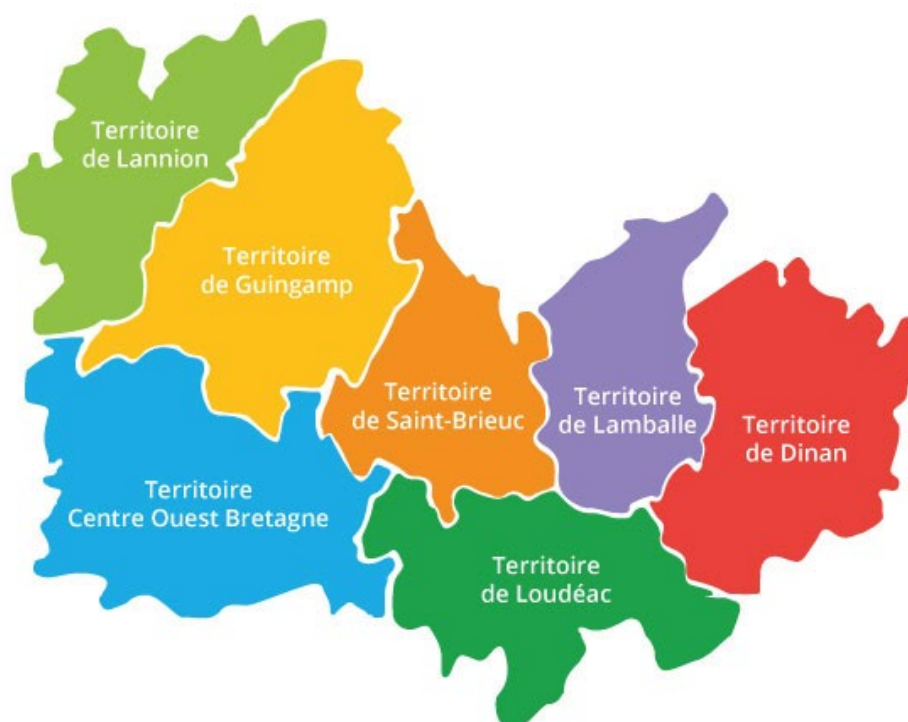 Territoire
de Lannion
Territoire
de Guingamp
Territoire
de Saint-Brieuc
Territoire
de Lamballe
Territoire
de Dinan
Territoire
Centre Ouest Bretagne
Territoire
de Loudéac